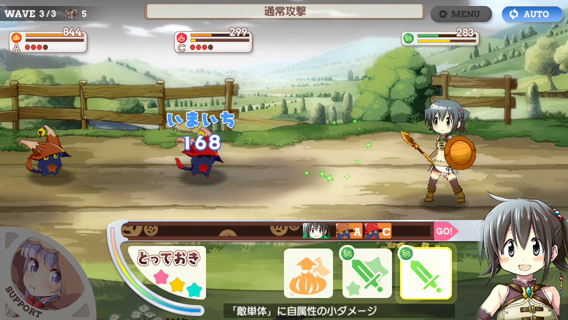 WAVE 3/3 5
通常攻撃
MENU
AUTO
844
A
299
C
283
いまいち
168
A C GO!
とっておき
SUPPORT
「敵単体」に自属性の小ダメージ